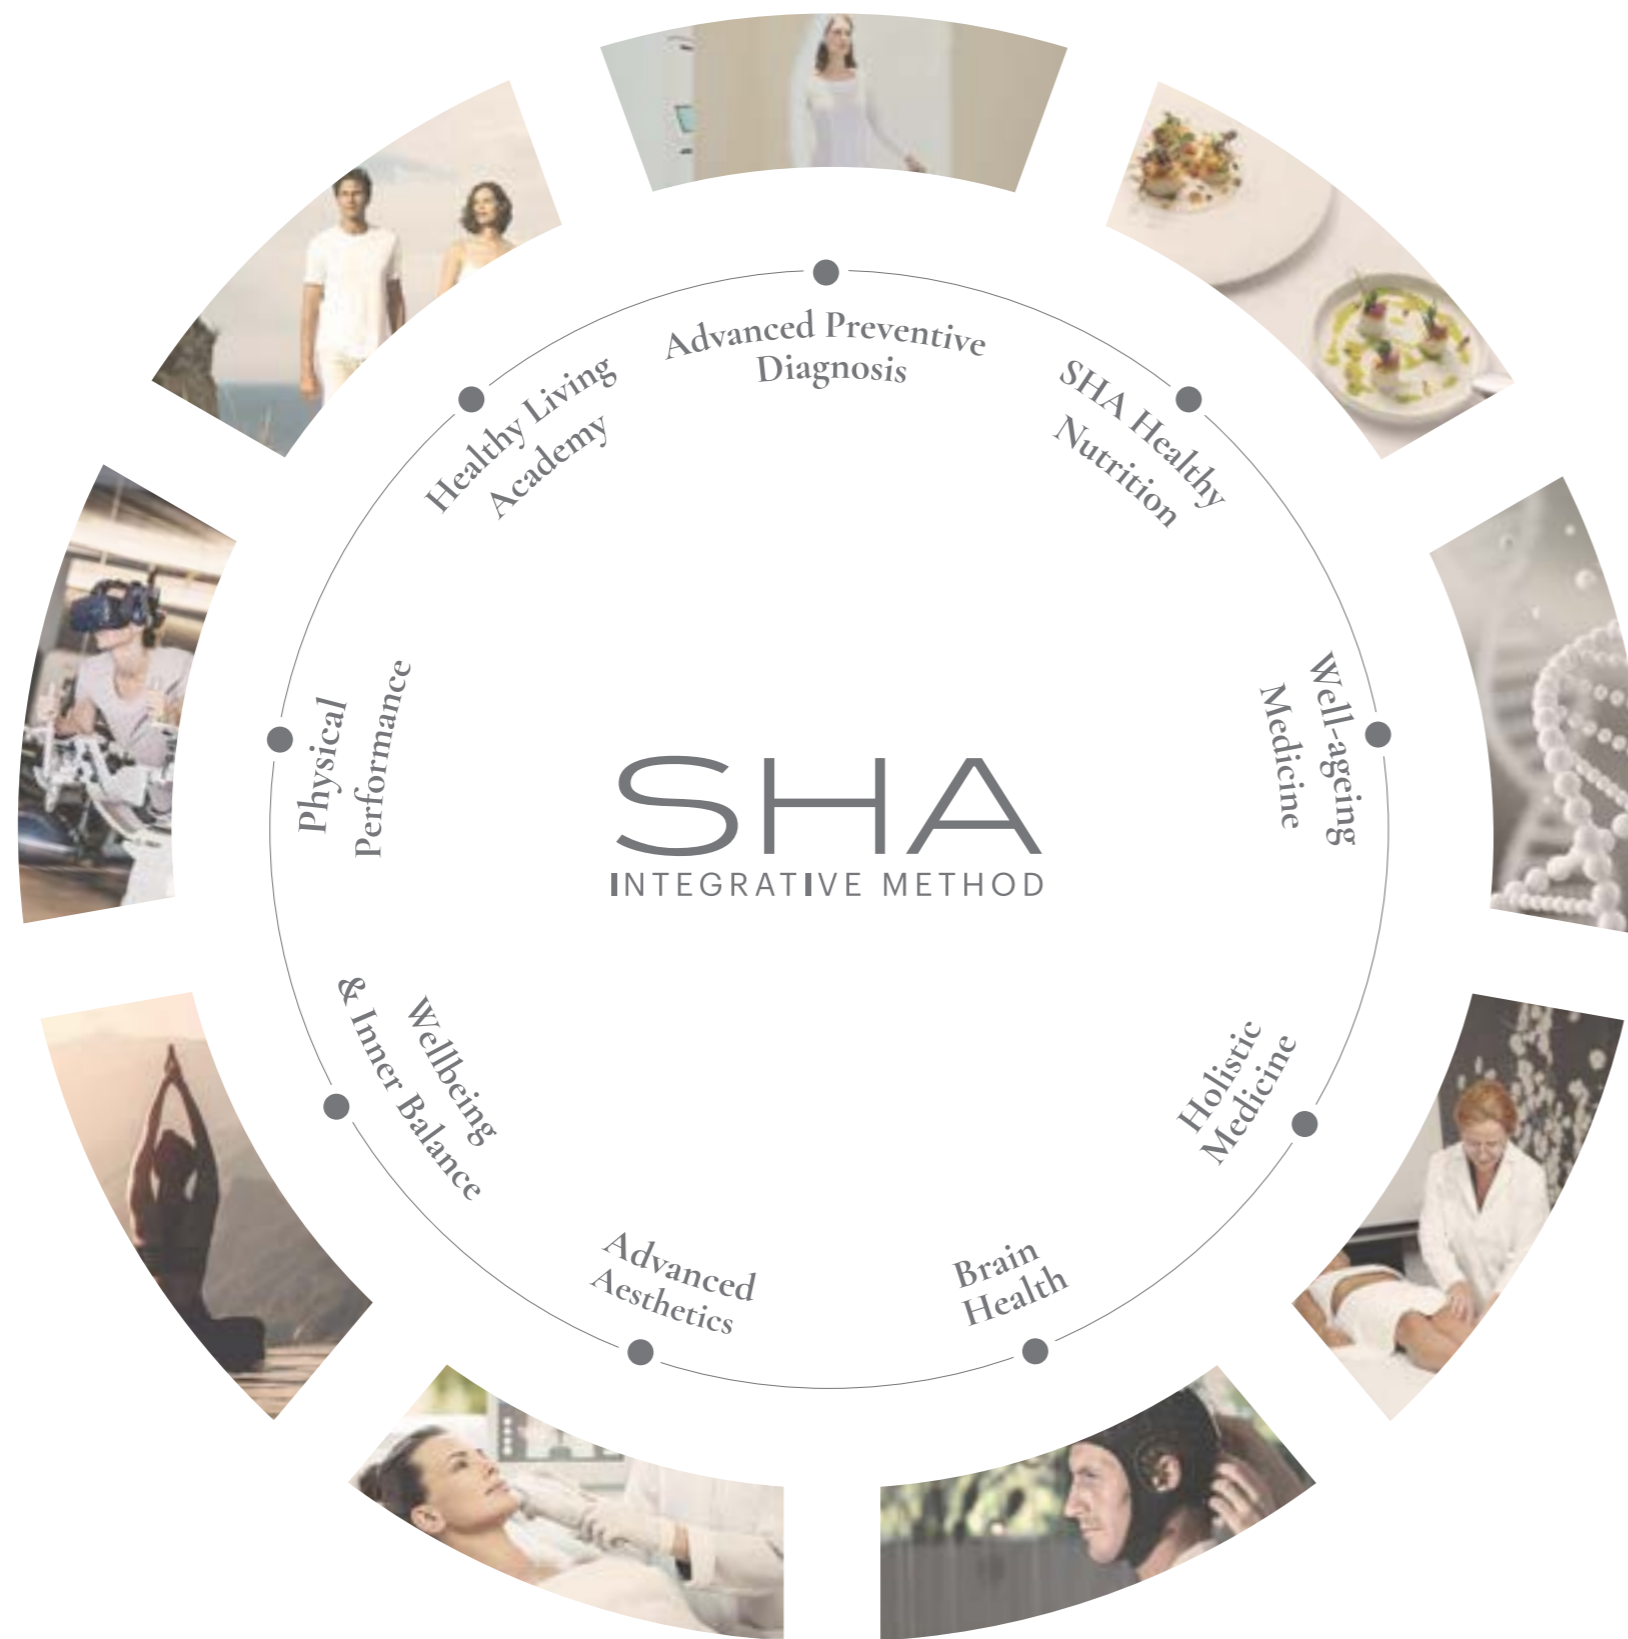 Advanced Preventive
Diagnosis
SHA Healthy
Nutrition
Well-ageing
Medicine
Holistic
Medicine
Brain
Health
Advanced
Aesthetics
Wellbeing
& Inner Balance
Physical
Performance
Healthy Living
Academy
SHA
INTEGRATIVE METHOD